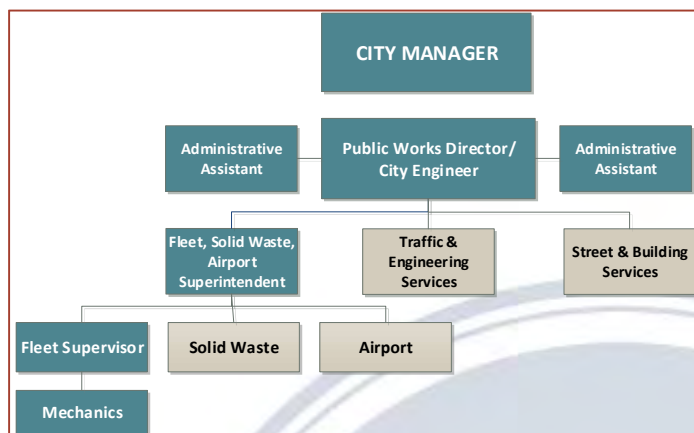 CITY MANAGER
Administrative
Assistant
Public Works Director/
City Engineer
Administrative
Assistant
Fleet, Solid Waste,
Airport
Superintendent
Traffic &
Engineering
Services
Street & Building
Services
Fleet Supervisor
Solid Waste
Airport
Mechanics